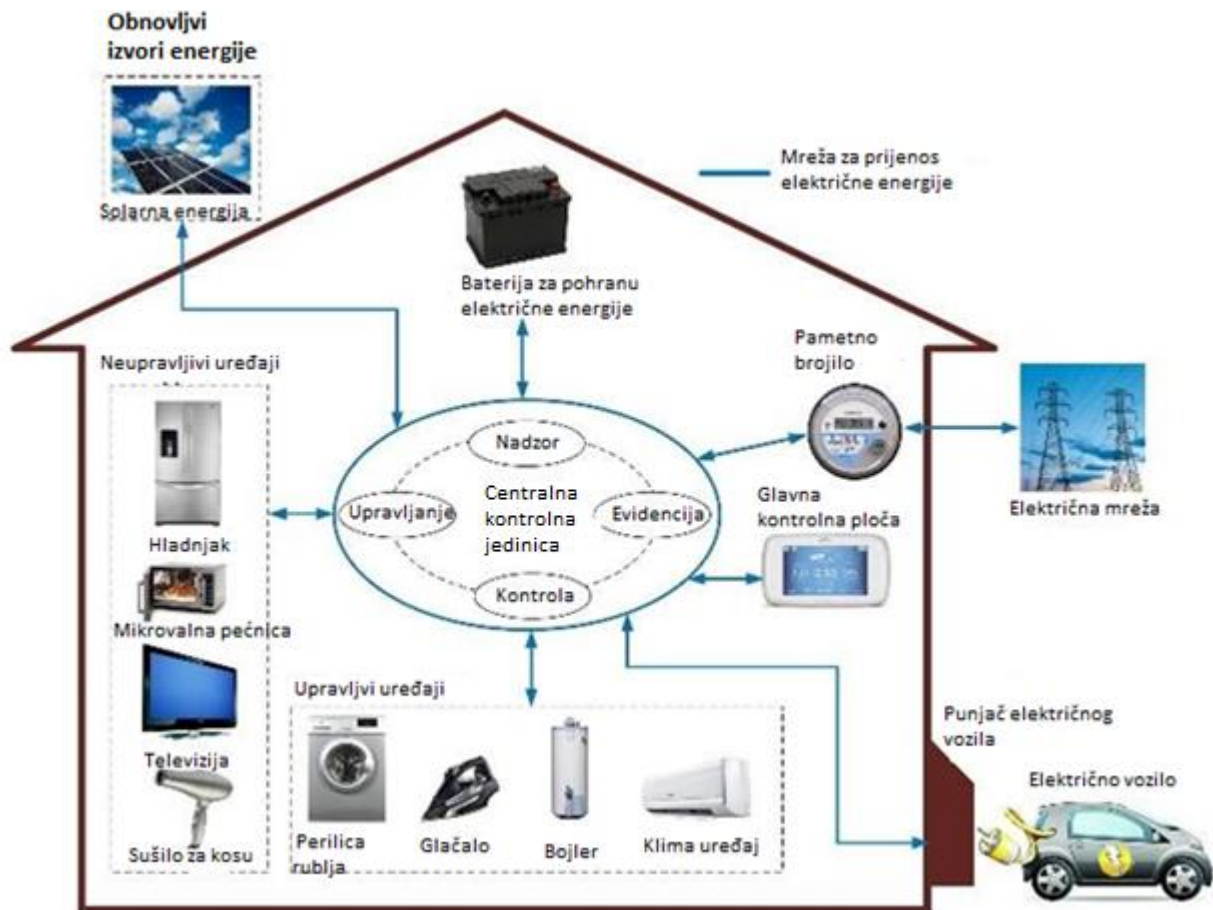 Obnovljvi
izvori energije
Solarna energija
Mreža za prijenos
električne energije
Baterija za pohranu
električne energije
Pametno
brojilo
Neupravljivi uređaji
Hladnjak
Mikrovalna pećnica
Televizija
Sušilo za kosu
Nadzor
Upravljanje
Centralna
kontrolna
jedinica
Evidencija
Kontrola
Glavna
kontrolna ploča
Električna mreža
Upravljvi uređaji
Perilica
rublja
Glačalo
Bojler
Klima uređaj
Punjač električnog
vozila
Električno vozilo